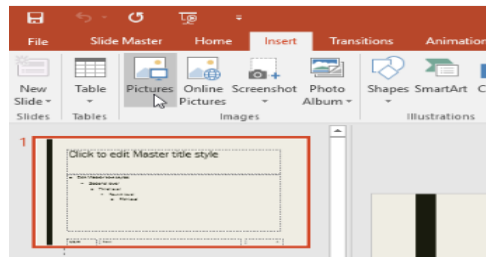 File Slide Master Home Insert Transitions Animation
New Slide Table Pictures Online Pictures Screenshot Photo Album Shapes SmartArt C
Slides Tables Images Illustrations
1
Click to edit Master title style